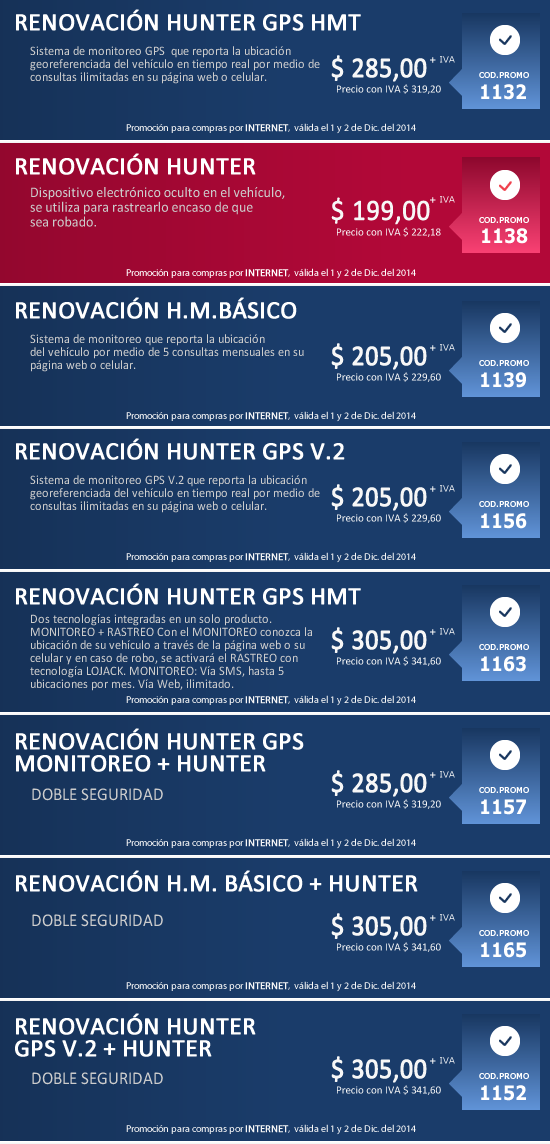 RENOVACIÓN HUNTER GPS HMT
Sistema de monitoreo GPS que reporta la ubicación
georeferenciada del vehículo en tiempo real por medio de
consultas ilimitadas en su página web o celular.
$ 285,00 + IVA
Precio con IVA $ 319,20
COD.PROMO
1132
Promoción para compras por INTERNET, válida el 1 y 2 de Dic. del 2014
RENOVACIÓN HUNTER
Dispositivo electrónico oculto en el vehículo,
se utiliza para rastrearlo encaso de que
sea robado.
$ 199,00 + IVA
Precio con IVA $ 222,18
COD.PROMO
1138
Promoción para compras por INTERNET, válida el 1 y 2 de Dic. del 2014
RENOVACIÓN H.M.BÁSICO
Sistema de monitoreo que reporta la ubicación
del vehículo por medio de 5 consultas mensuales en su
página web o celular.
$ 205,00 + IVA
Precio con IVA $ 229,60
COD.PROMO
1139
Promoción para compras por INTERNET, válida el 1 y 2 de Dic. del 2014
RENOVACIÓN HUNTER GPS V.2
Sistema de monitoreo GPS V.2 que reporta la ubicación
georeferenciada del vehículo en tiempo real por medio de
consultas ilimitadas en su página web o celular.
$ 205,00 + IVA
Precio con IVA $ 229,60
COD.PROMO
1156
Promoción para compras por INTERNET, válida el 1 y 2 de Dic. del 2014
RENOVACIÓN HUNTER GPS HMT
Dos tecnologías integradas en un solo producto.
MONITOREO + RASTREO Con el MONITOREO conozca la
ubicación de su vehículo a través de la página web o su
celular y en caso de robo, se activará el RASTREO con
tecnología LOJACK. MONITOREO: Vía SMS, hasta 5
ubicaciones por mes. Vía Web, ilimitado.
$ 305,00 + IVA
Precio con IVA $ 341,60
COD.PROMO
1163
Promoción para compras por INTERNET, válida el 1 y 2 de Dic. del 2014
RENOVACIÓN HUNTER GPS
MONITOREO + HUNTER
DOBLE SEGURIDAD
$ 285,00 + IVA
Precio con IVA $ 319,20
COD.PROMO
1157
Promoción para compras por INTERNET, válida el 1 y 2 de Dic. del 2014
RENOVACIÓN H.M. BÁSICO + HUNTER
DOBLE SEGURIDAD
$ 305,00 + IVA
Precio con IVA $ 341,60
COD.PROMO
1165
Promoción para compras por INTERNET, válida el 1 y 2 de Dic. del 2014
RENOVACIÓN HUNTER
GPS V.2 + HUNTER
DOBLE SEGURIDAD
$ 305,00 + IVA
Precio con IVA $ 341,60
COD.PROMO
1152
Promoción para compras por INTERNET, válida el 1 y 2 de Dic. del 2014